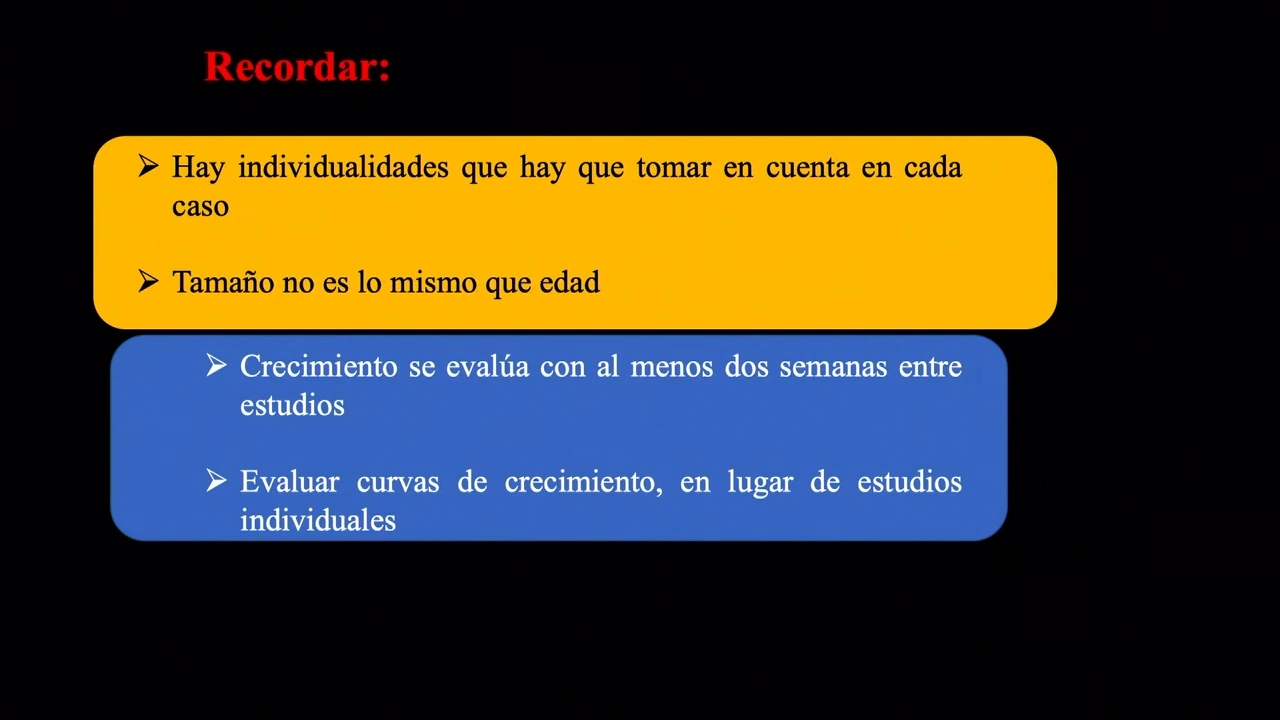 Recordar:
➢ Hay individualidades que hay que tomar en cuenta en cada
caso
➢ Tamaño no es lo mismo que edad
➢ Crecimiento se evalúa con al menos dos semanas entre
estudios
➢ Evaluar curvas de crecimiento, en lugar de estudios
individuales